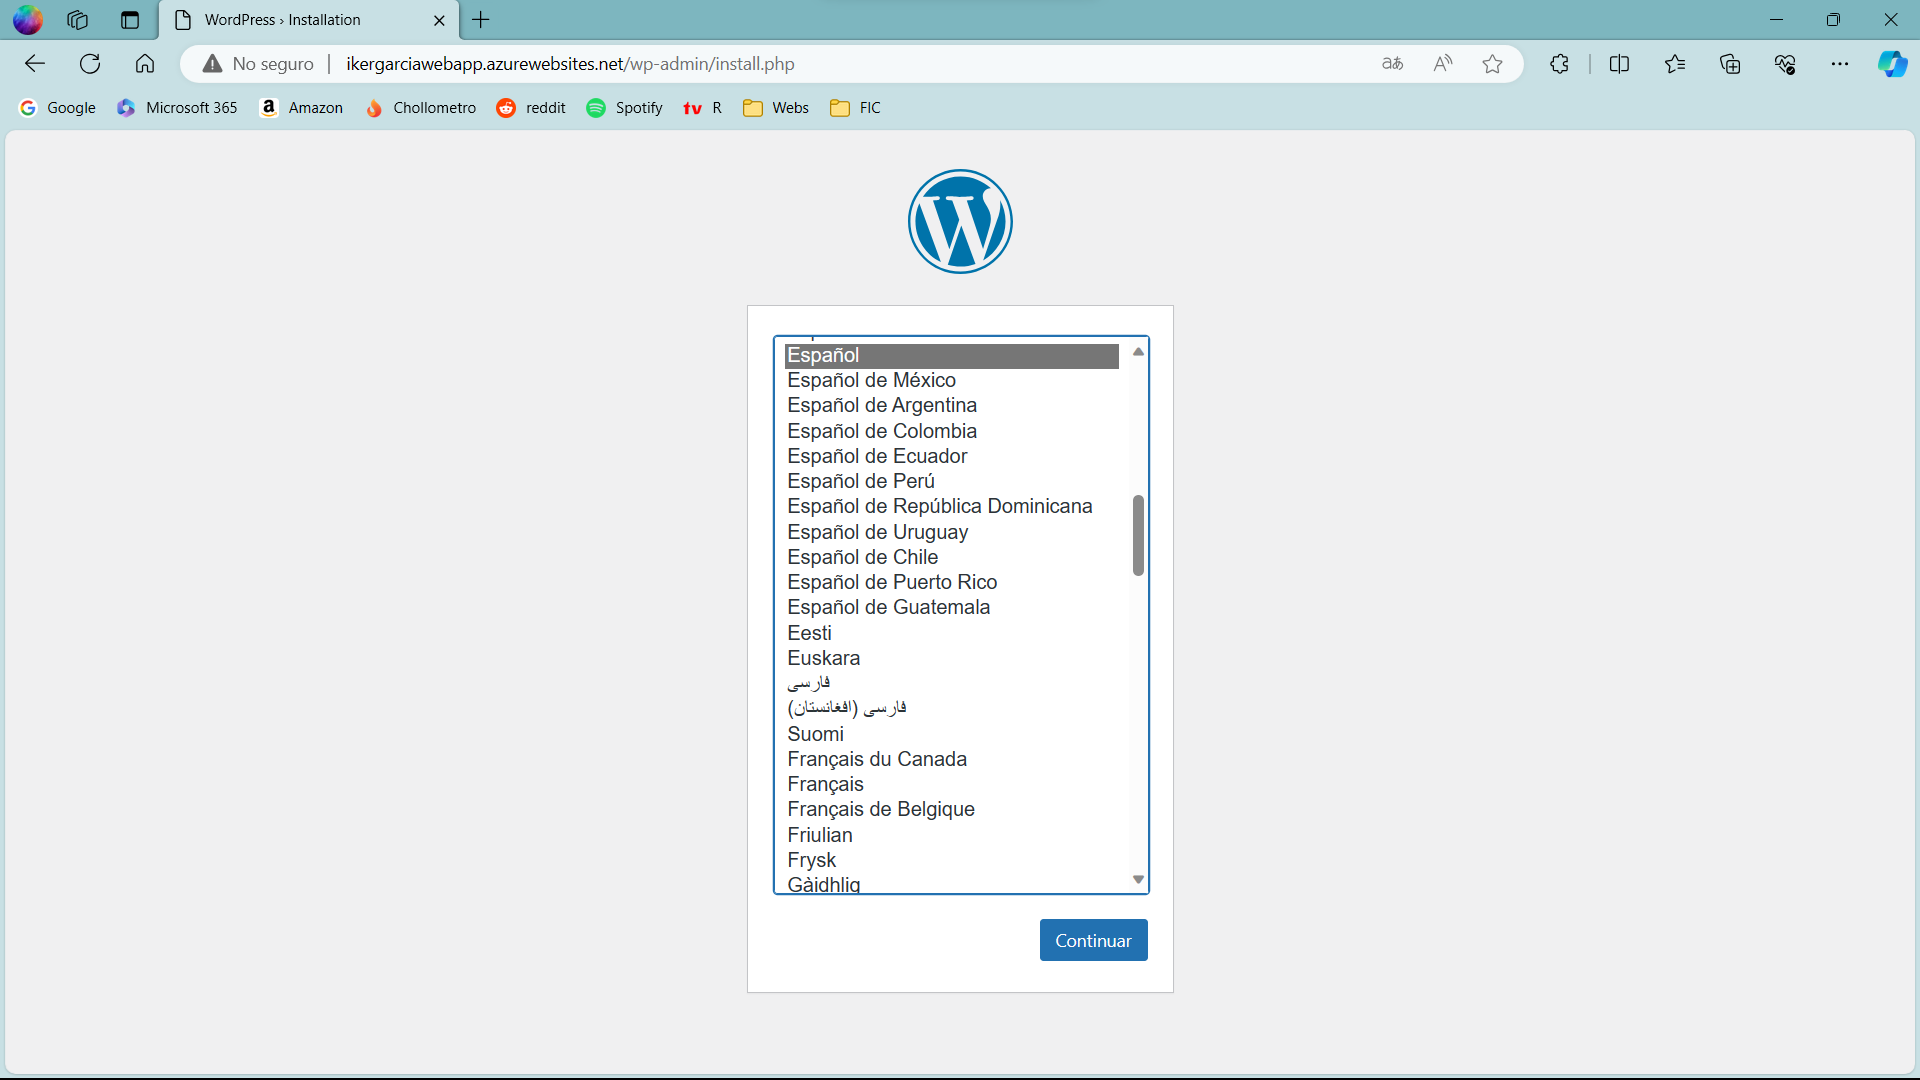 WordPress › Installation
No seguro
ikergarciawebapp.azurewebsites.net/wp-admin/install.php
Google
Microsoft 365
Amazon
Chollometro
reddit
Spotify
tv R
Webs
FIC
Español
Español de México
Español de Argentina
Español de Colombia
Español de Ecuador
Español de Perú
Español de República Dominicana
Español de Uruguay
Español de Chile
Español de Puerto Rico
Español de Guatemala
Eesti
Euskara
فارسی
فارسی (افغانستان)
Suomi
Français du Canada
Français
Français de Belgique
Friulian
Frysk
Gàidhlig
Continuar